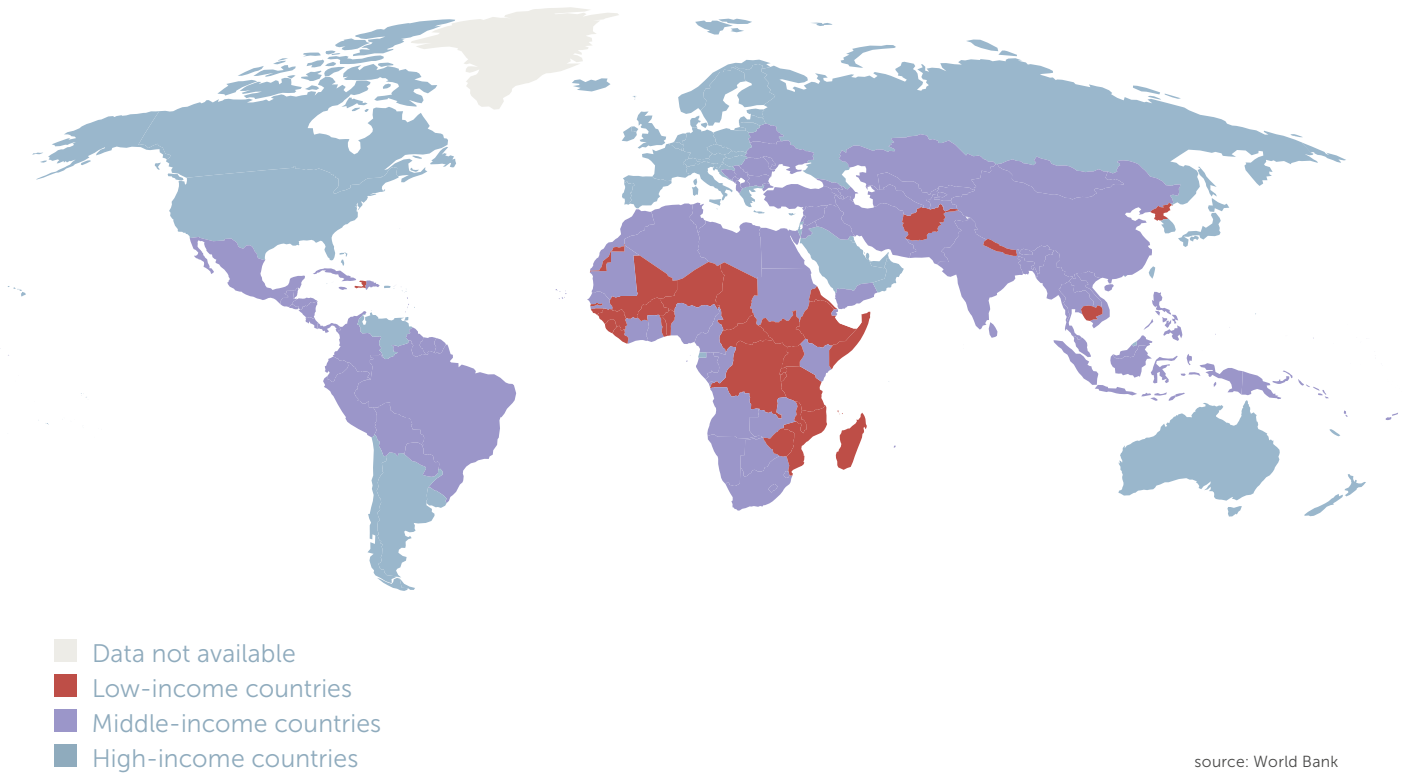 Data not available
Low-income countries
Middle-income countries
High-income countries
source: World Bank